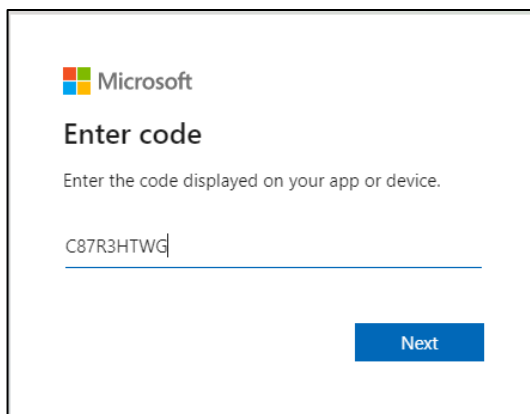 Microsoft
Enter code
Enter the code displayed on your app or device.
C87R3HTWG
Next